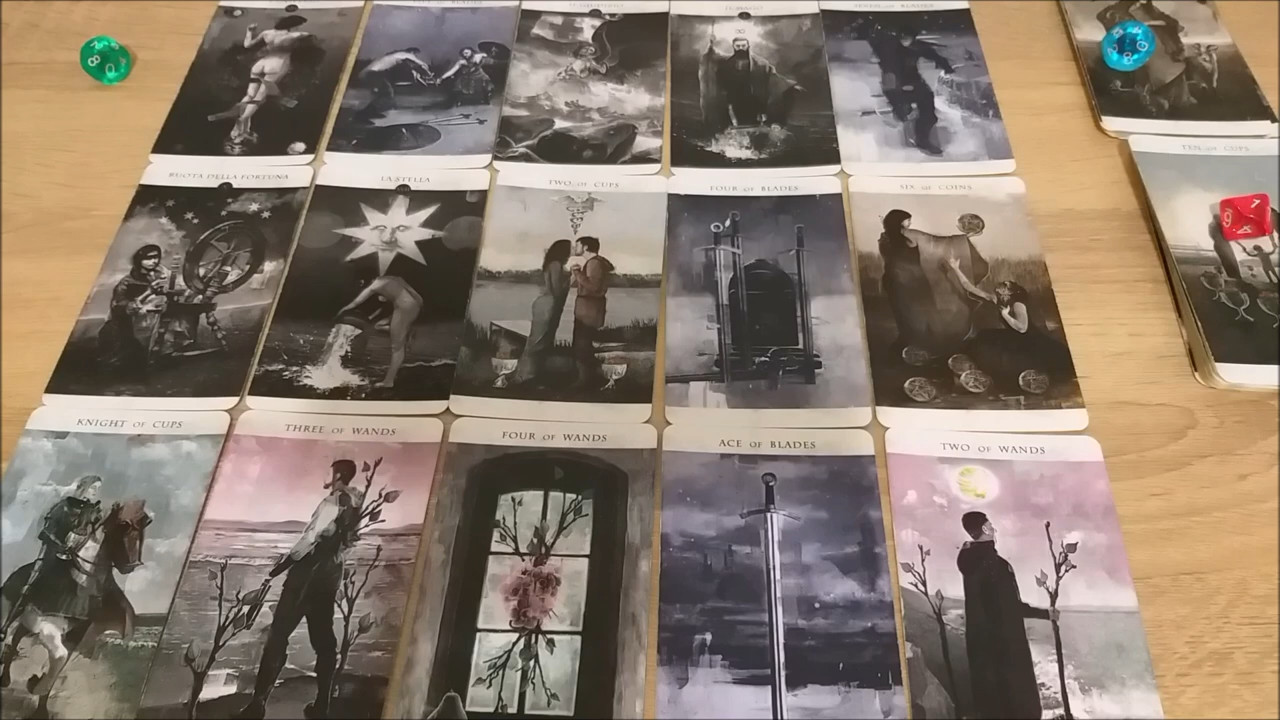 RUOTA DELLA FORTUNA
LA STELLA
TWO OF CUPS
FOUR OF BLADES
SIX OF COINS
TEN OF CUPS
KNIGHT OF CUPS
THREE OF WANDS
FOUR OF WANDS
ACE OF BLADES
TWO OF WANDS